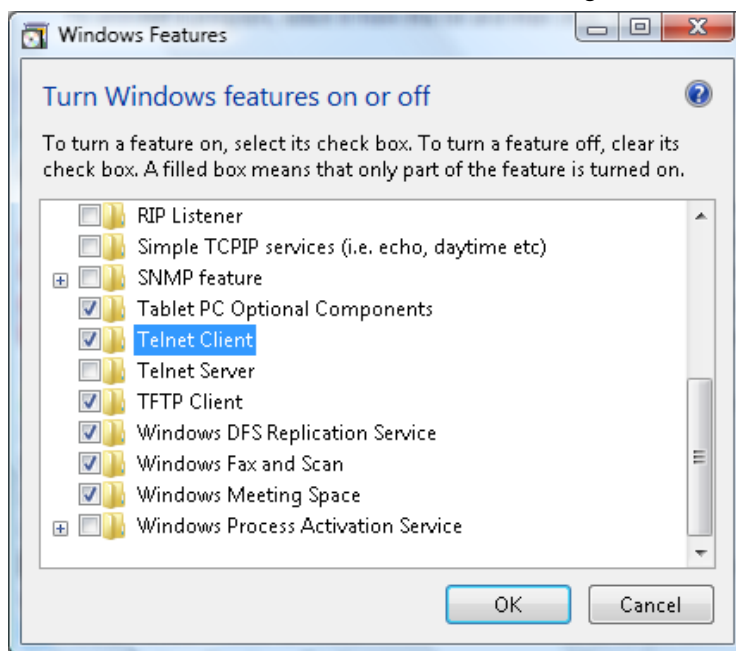 Windows Features
Turn Windows features on or off
To turn a feature on, select its check box. To turn a feature off, clear its
check box. A filled box means that only part of the feature is turned on.
RIP Listener
Simple TCPIP services (i.e. echo, daytime etc)
SNMP feature
Tablet PC Optional Components
Telnet Client
Telnet Server
TFTP Client
Windows DFS Replication Service
Windows Fax and Scan
Windows Meeting Space
Windows Process Activation Service
OK
Cancel